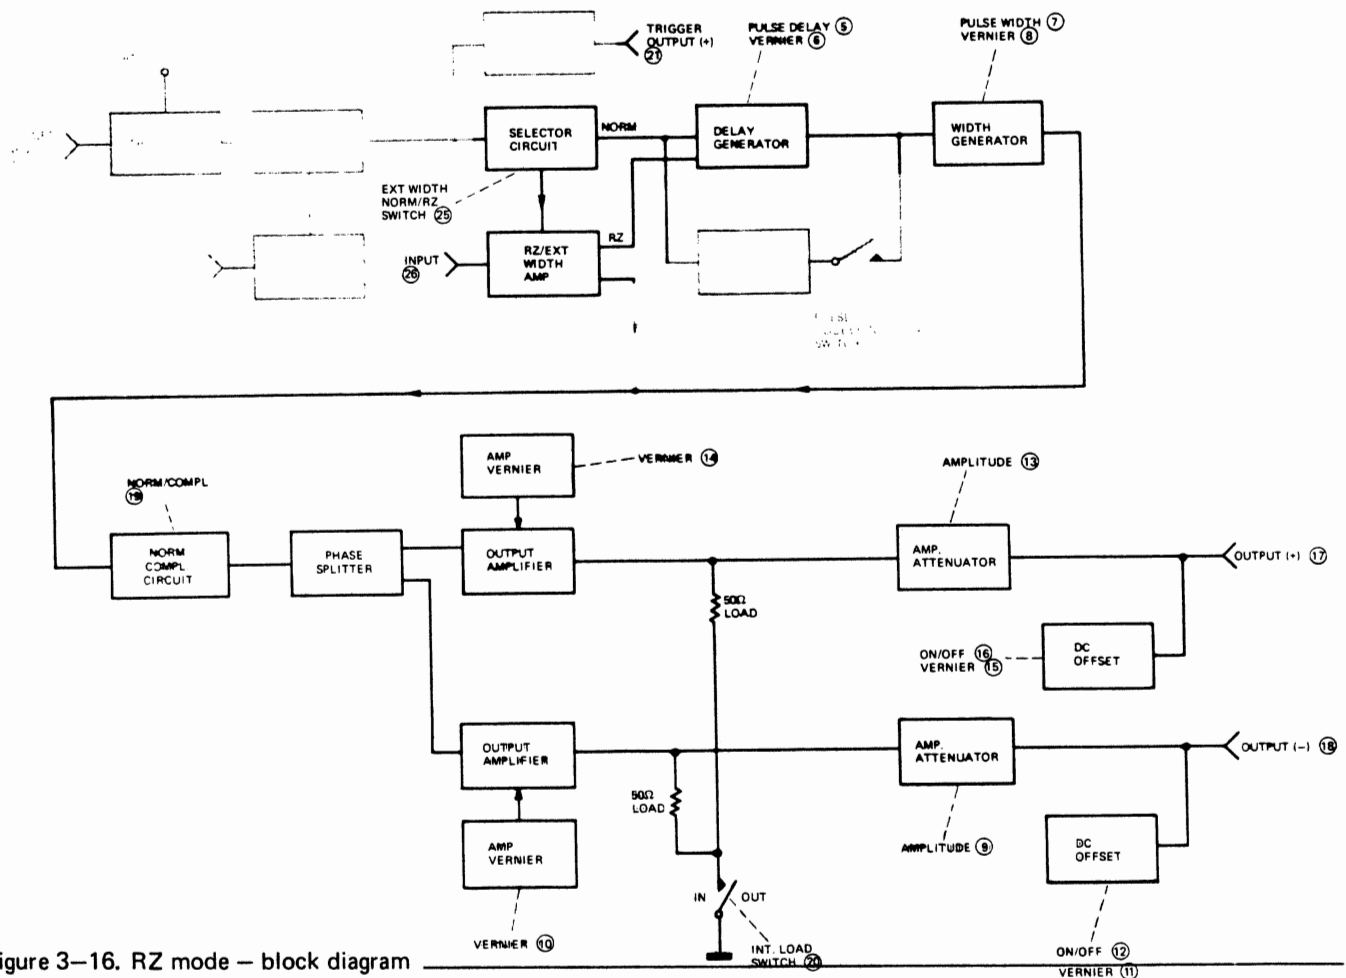 TRIGGER
OUTPUT (+)
㉑
PULSE DELAY ⑤
VERNIER ⑥
PULSE WIDTH ⑦
VERNIER ⑧
SELECTOR
CIRCUIT
NORM
DELAY
GENERATOR
WIDTH
GENERATOR
EXT WIDTH
NORM/RZ
SWITCH ㉕
INPUT
㉖
RZ/EXT
WIDTH
AMP
RZ
AMP
VERNIER
VERNIER ⑭
AMPLITUDE ⑬
NORM/COMPL
⑲
NORM
COMPL
CIRCUIT
PHASE
SPLITTER
OUTPUT
AMPLIFIER
50Ω
LOAD
AMP.
ATTENUATOR
OUTPUT (+) ⑰
ON/OFF ⑯
VERNIER ⑮
DC
OFFSET
OUTPUT
AMPLIFIER
50Ω
LOAD
AMP.
ATTENUATOR
OUTPUT (−) ⑱
AMP
VERNIER
AMPLITUDE ⑨
DC
OFFSET
IN OUT
VERNIER ⑩
INT. LOAD
SWITCH ⑳
ON/OFF ⑫
VERNIER ⑪
igure 3–16. RZ mode – block diagram